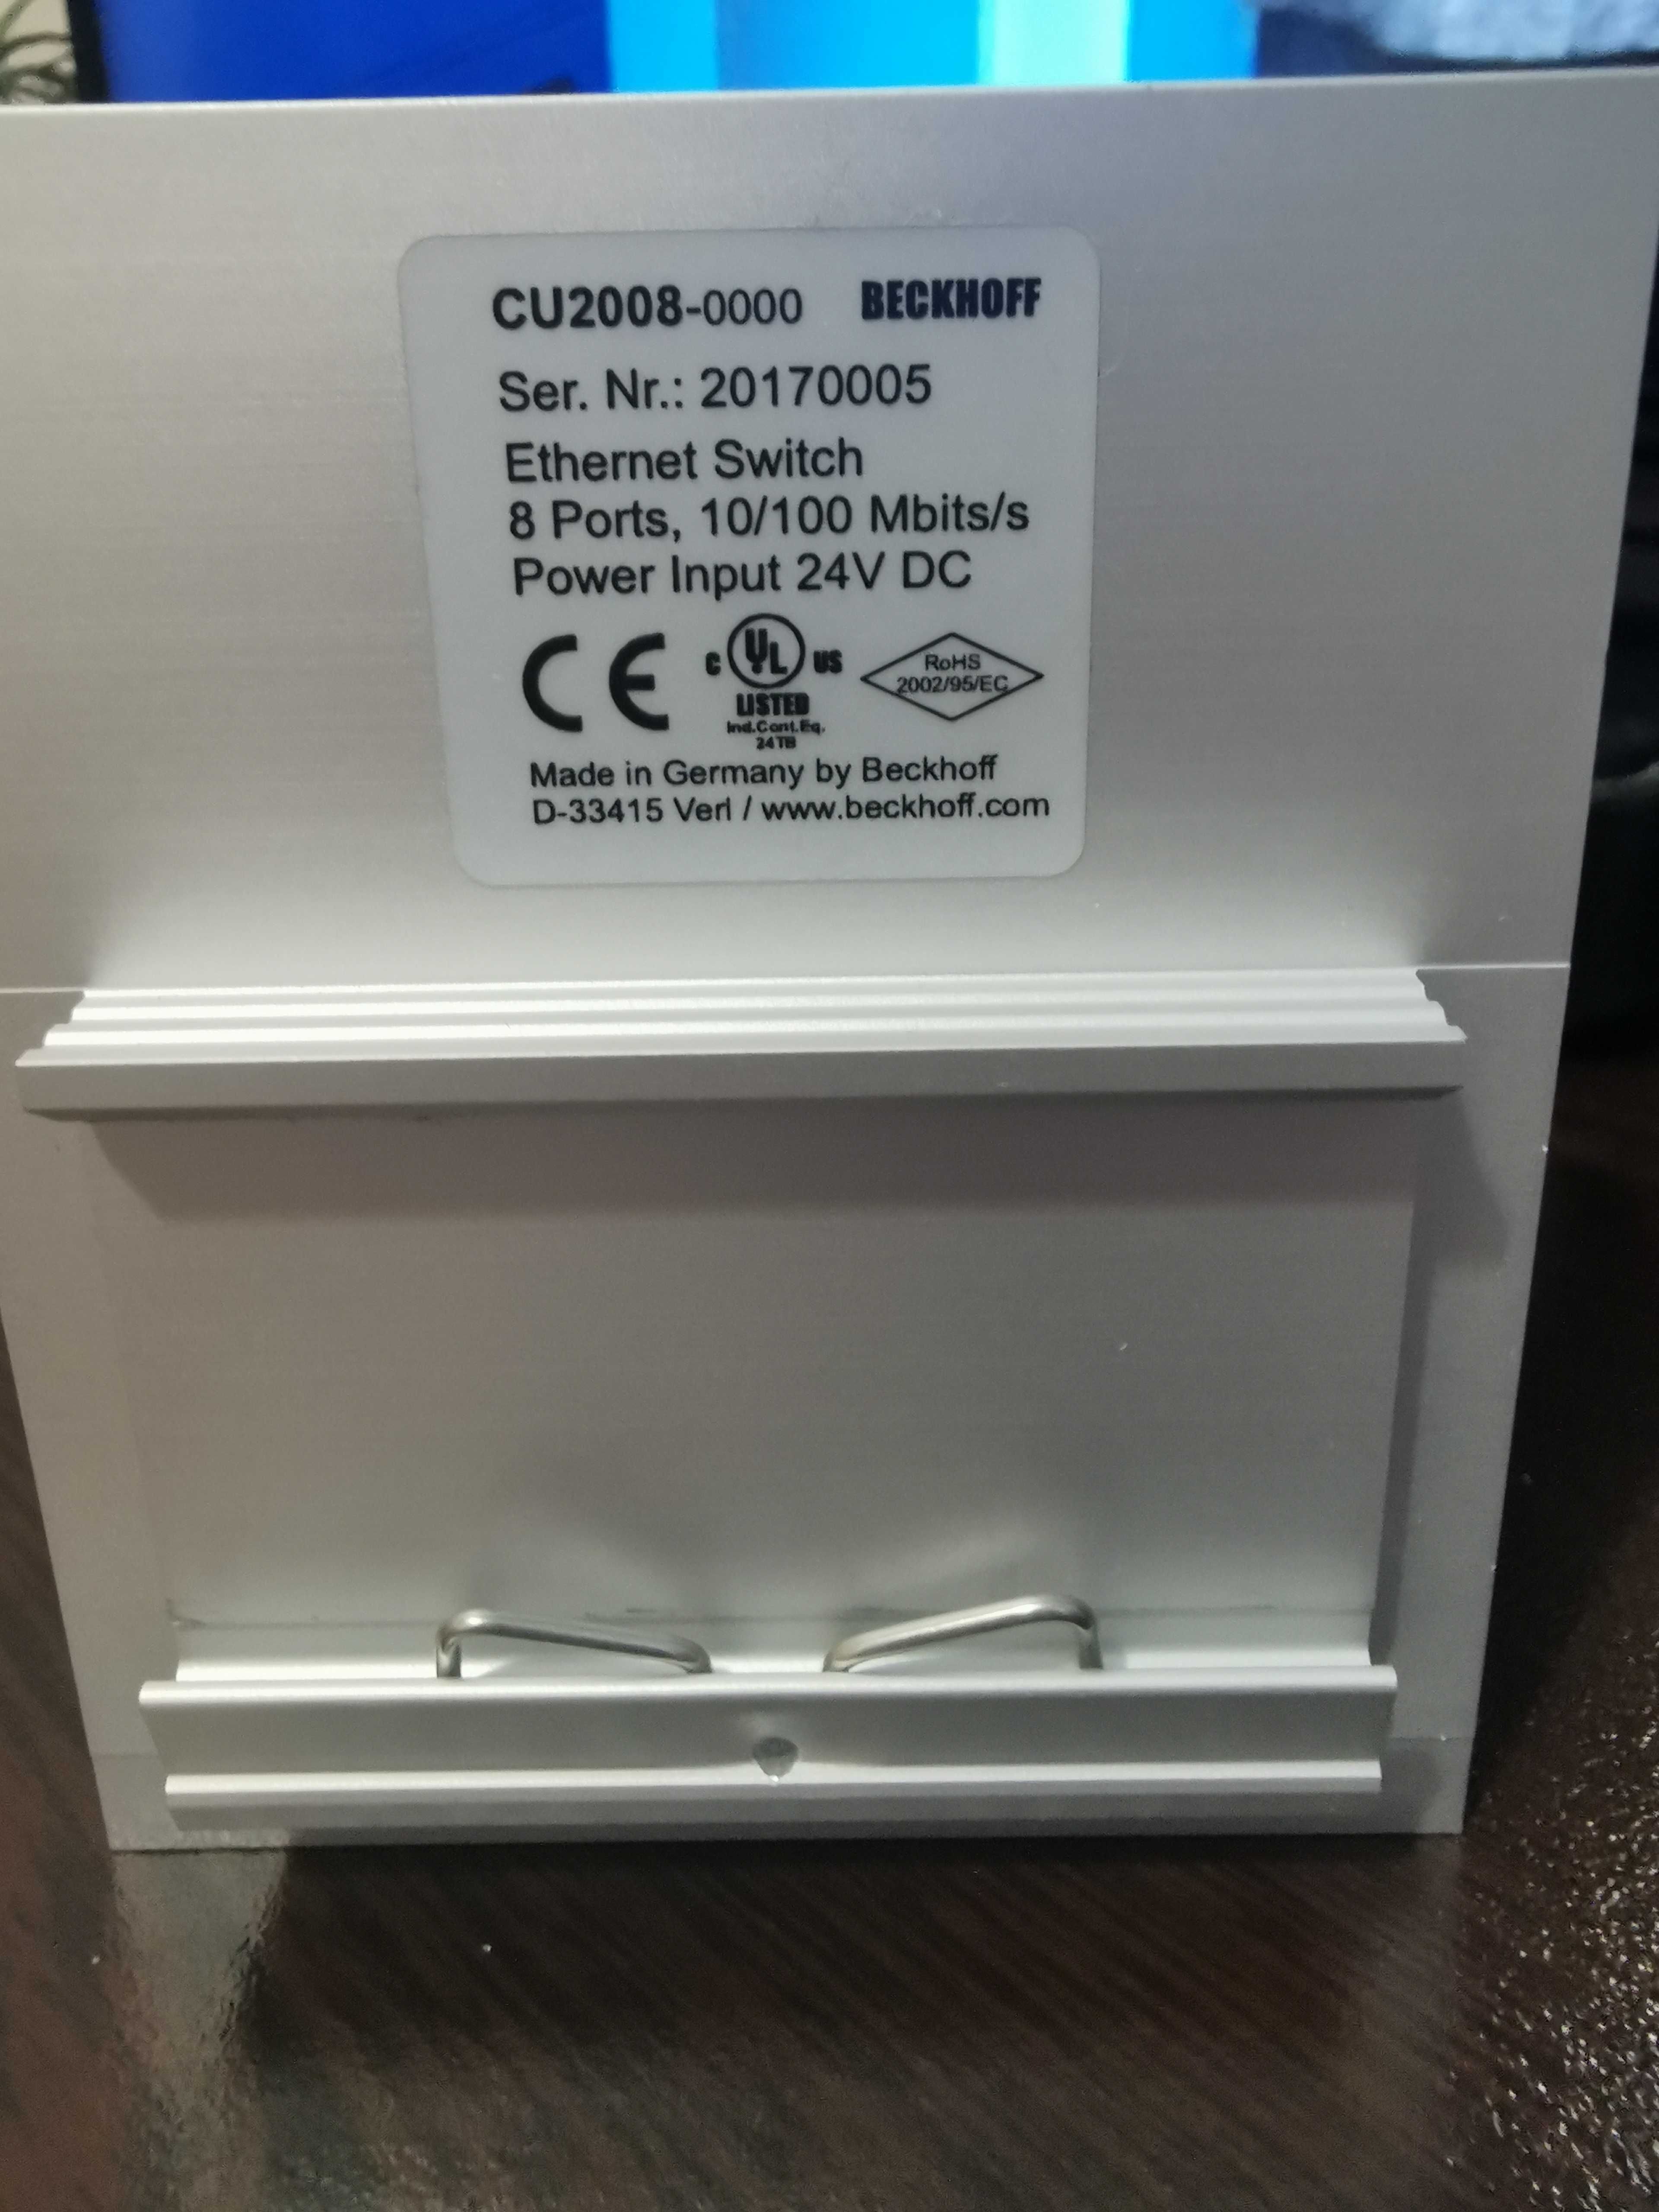 CU2008-0000 BECKHOFF
Ser. Nr.: 20170005
Ethernet Switch
8 Ports, 10/100 Mbits/s
Power Input 24V DC
CE C UL US
LISTED
Ind.Cont.Eq.
24TB
RoHS
2002/95/EC
Made in Germany by Beckhoff
D-33415 Verl / www.beckhoff.com